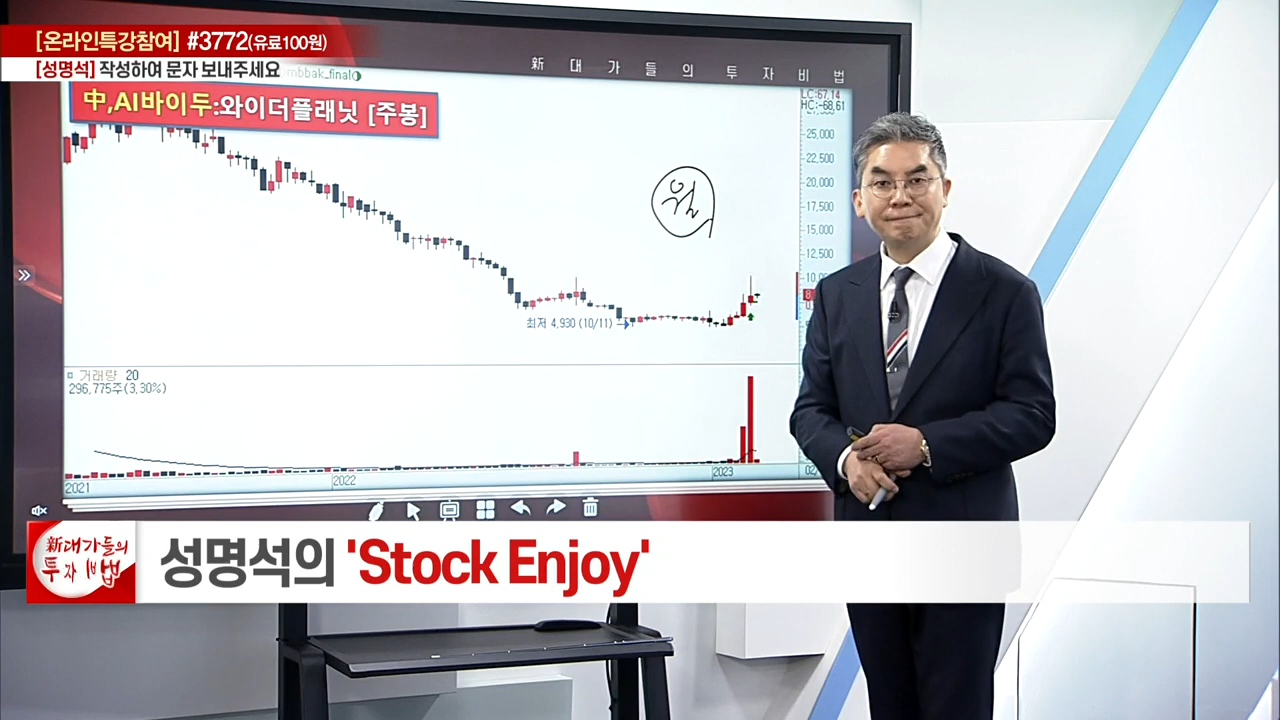 [온라인특강참여] #3772(유료100원)
[성명석] 작성하여 문자 보내주세요
mbbak_final
新 대가들의 투자비법
中,AI바이두:와이더플래닛 [주봉]
LC:67,14
HC:-68,61
25,000
22,500
20,000
17,500
15,000
12,500
10,000
월
최저 4,930 (10/11)
거래량 20
296,775주(3,30%)
2021
2022
2023
02/
新대가들의
투자비법
성명석의 'Stock Enjoy'